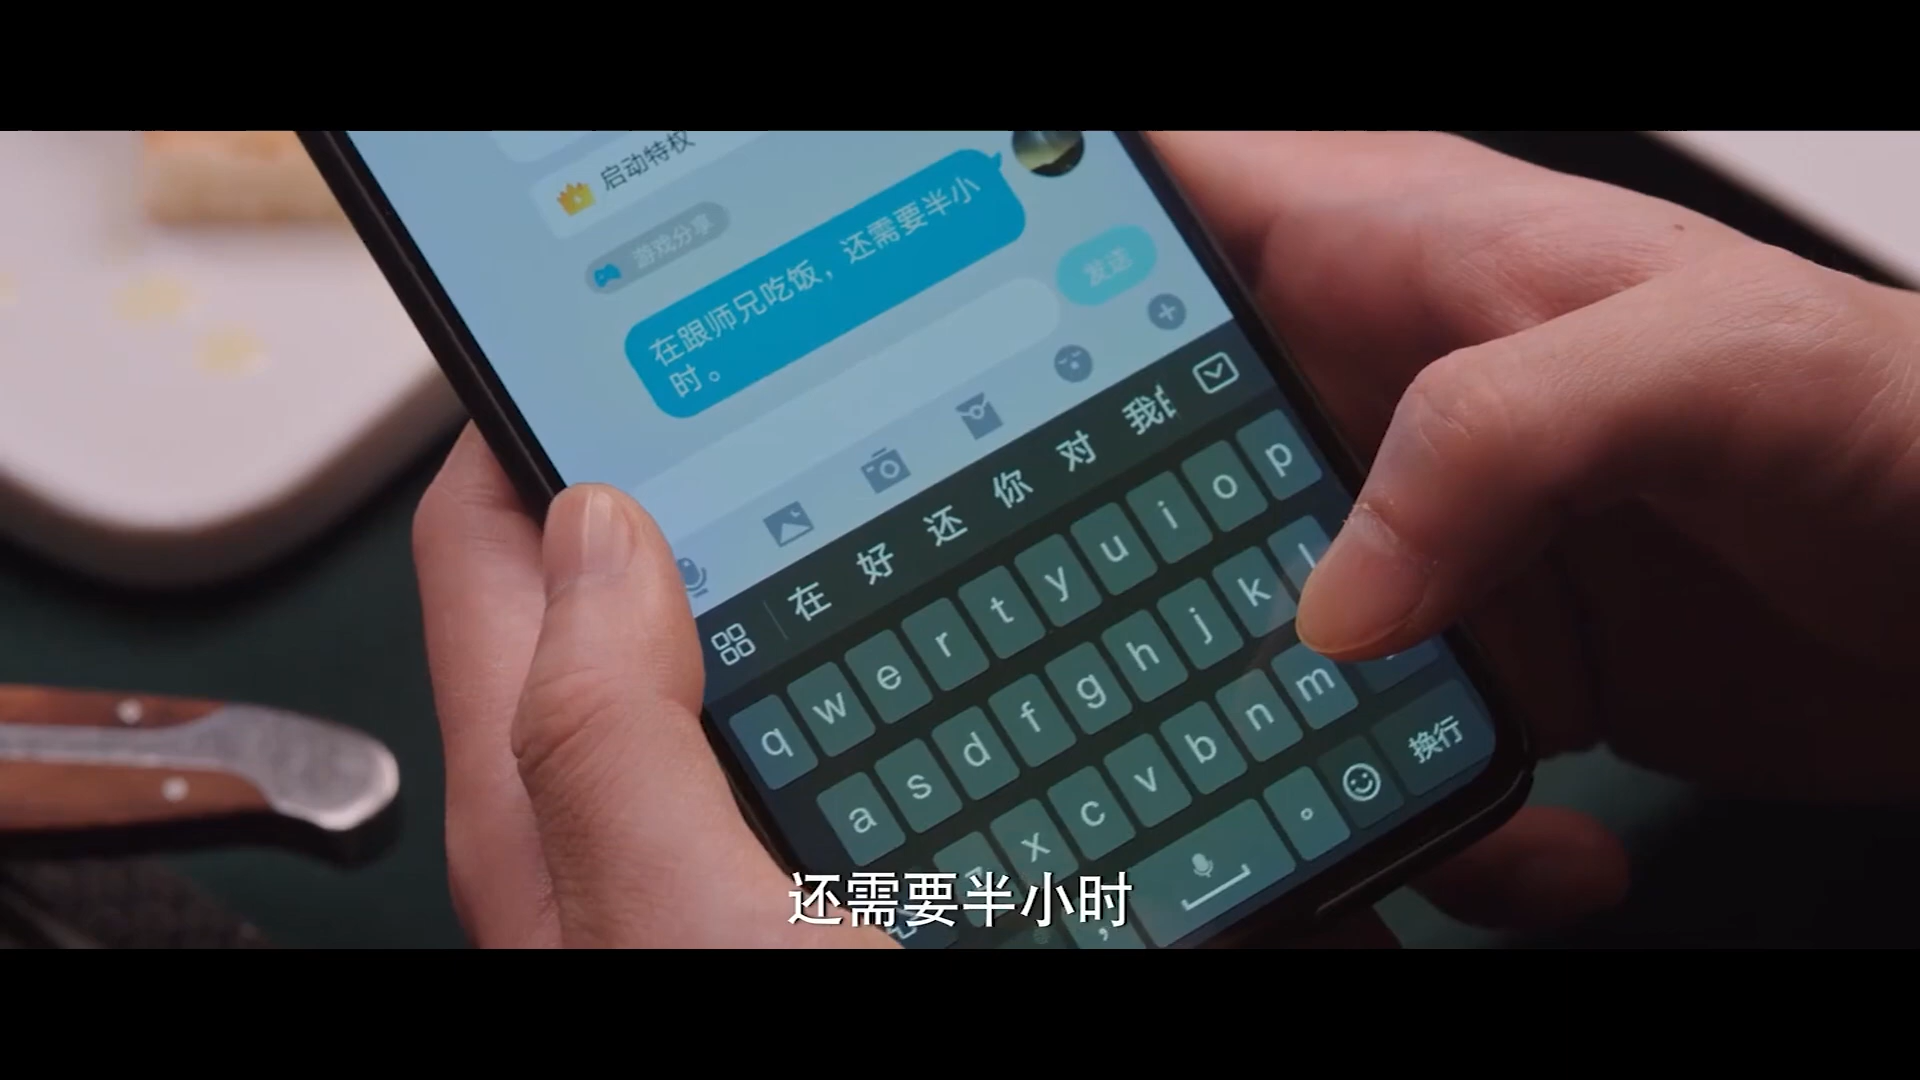 启动特权
游戏分享
在跟师兄吃饭，还需要半小
时。
发送
在 好 还 你 对 我
q w e r t y u i o p
a s d f g h j k l
x c v b n m
。 换行
还需要半小时